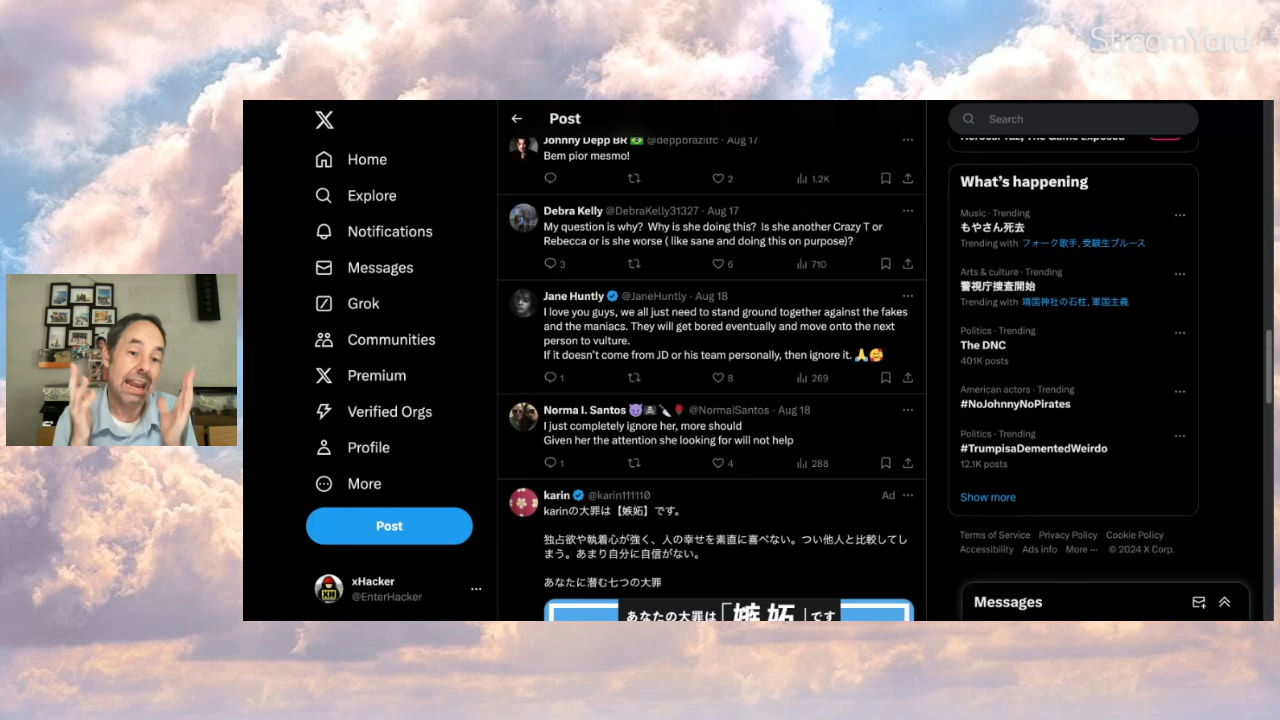 StreamYard
Post
Search
Home
Explore
Notifications
Messages
Grok
Communities
Premium
Verified Orgs
Profile
More
Post
xHacker
@EnterHacker
Johnny Depp BR 🇧🇷 @deppbrazilfc · Aug 17
Bem pior mesmo!
2
1.2K
Debra Kelly @DebraKelly31327 · Aug 17
My question is why? Why is she doing this? Is she another Crazy T or
Rebecca or is she worse ( like sane and doing this on purpose)?
3
6
710
Jane Huntly @JaneHuntly · Aug 18
I love you guys, we all just need to stand ground together against the fakes
and the maniacs. They will get bored eventually and move onto the next
person to vulture.
If it doesn't come from JD or his team personally, then ignore it. 🙏🥰
1
8
269
Norma I. Santos 😈🏴‍☠️🔪🌹 @NormaiSantos · Aug 18
I just completely ignore her, more should
Given her the attention she looking for will not help
1
4
288
karin @karin111110
Ad
karinの大罪は【嫉妬】です。
独占欲や執着心が強く、人の幸せを素直に喜べない。つい他人と比較してし
まう。あまり自分に自信がない。
あなたに潜む七つの大罪
あなたの大罪は「嫉妬」です
Heroes: Taz, The Game Exposed
What's happening
Music · Trending
もやさん死去
Trending with フォーク歌手, 受験生ブルース
Arts & culture · Trending
警視庁捜査開始
Trending with 靖国神社の石柱, 軍国主義
Politics · Trending
The DNC
401K posts
American actors · Trending
#NoJohnnyNoPirates
Politics · Trending
#TrumpisaDementedWeirdo
12.1K posts
Show more
Terms of Service Privacy Policy Cookie Policy
Accessibility Ads info More ··· © 2024 X Corp.
Messages